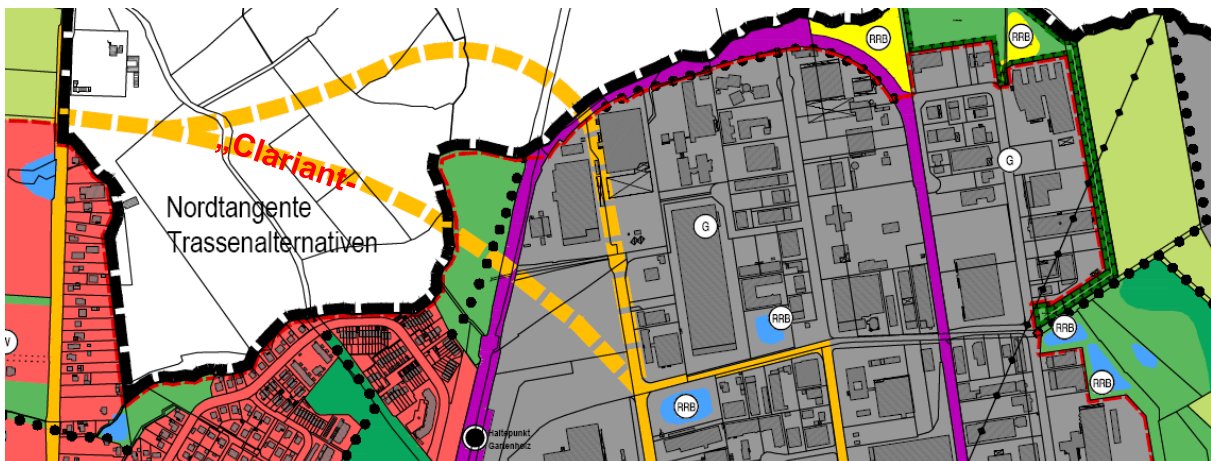 RRB
RRB
„Clariant-
G
Nordtangente
Trassenalternativen
G
RRB
RRB
RRB
RRB
Haltepunkt
Gartenholz